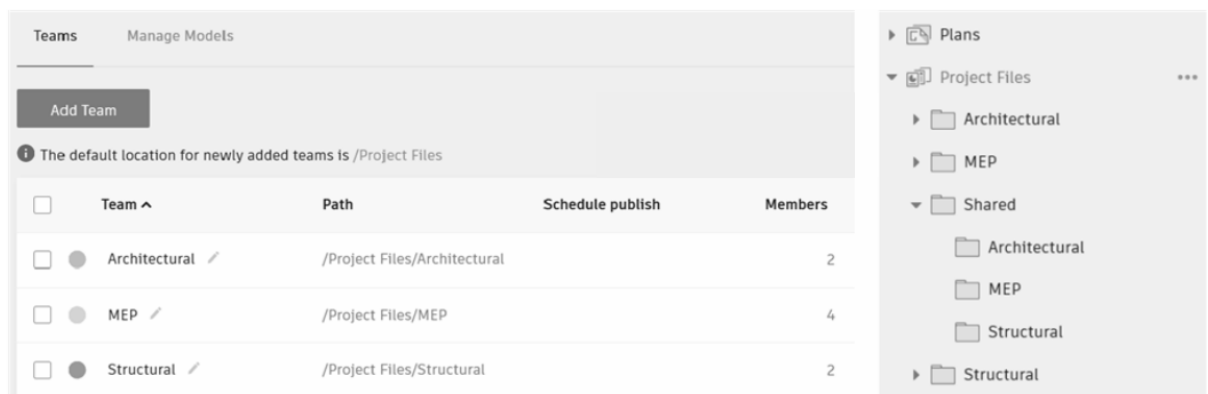 Teams Manage Models
Add Team
The default location for newly added teams is /Project Files
Team Path Schedule publish Members
Architectural /Project Files/Architectural 2
MEP /Project Files/MEP 4
Structural /Project Files/Structural 2
Plans
Project Files
Architectural
MEP
Shared
Architectural
MEP
Structural
Structural